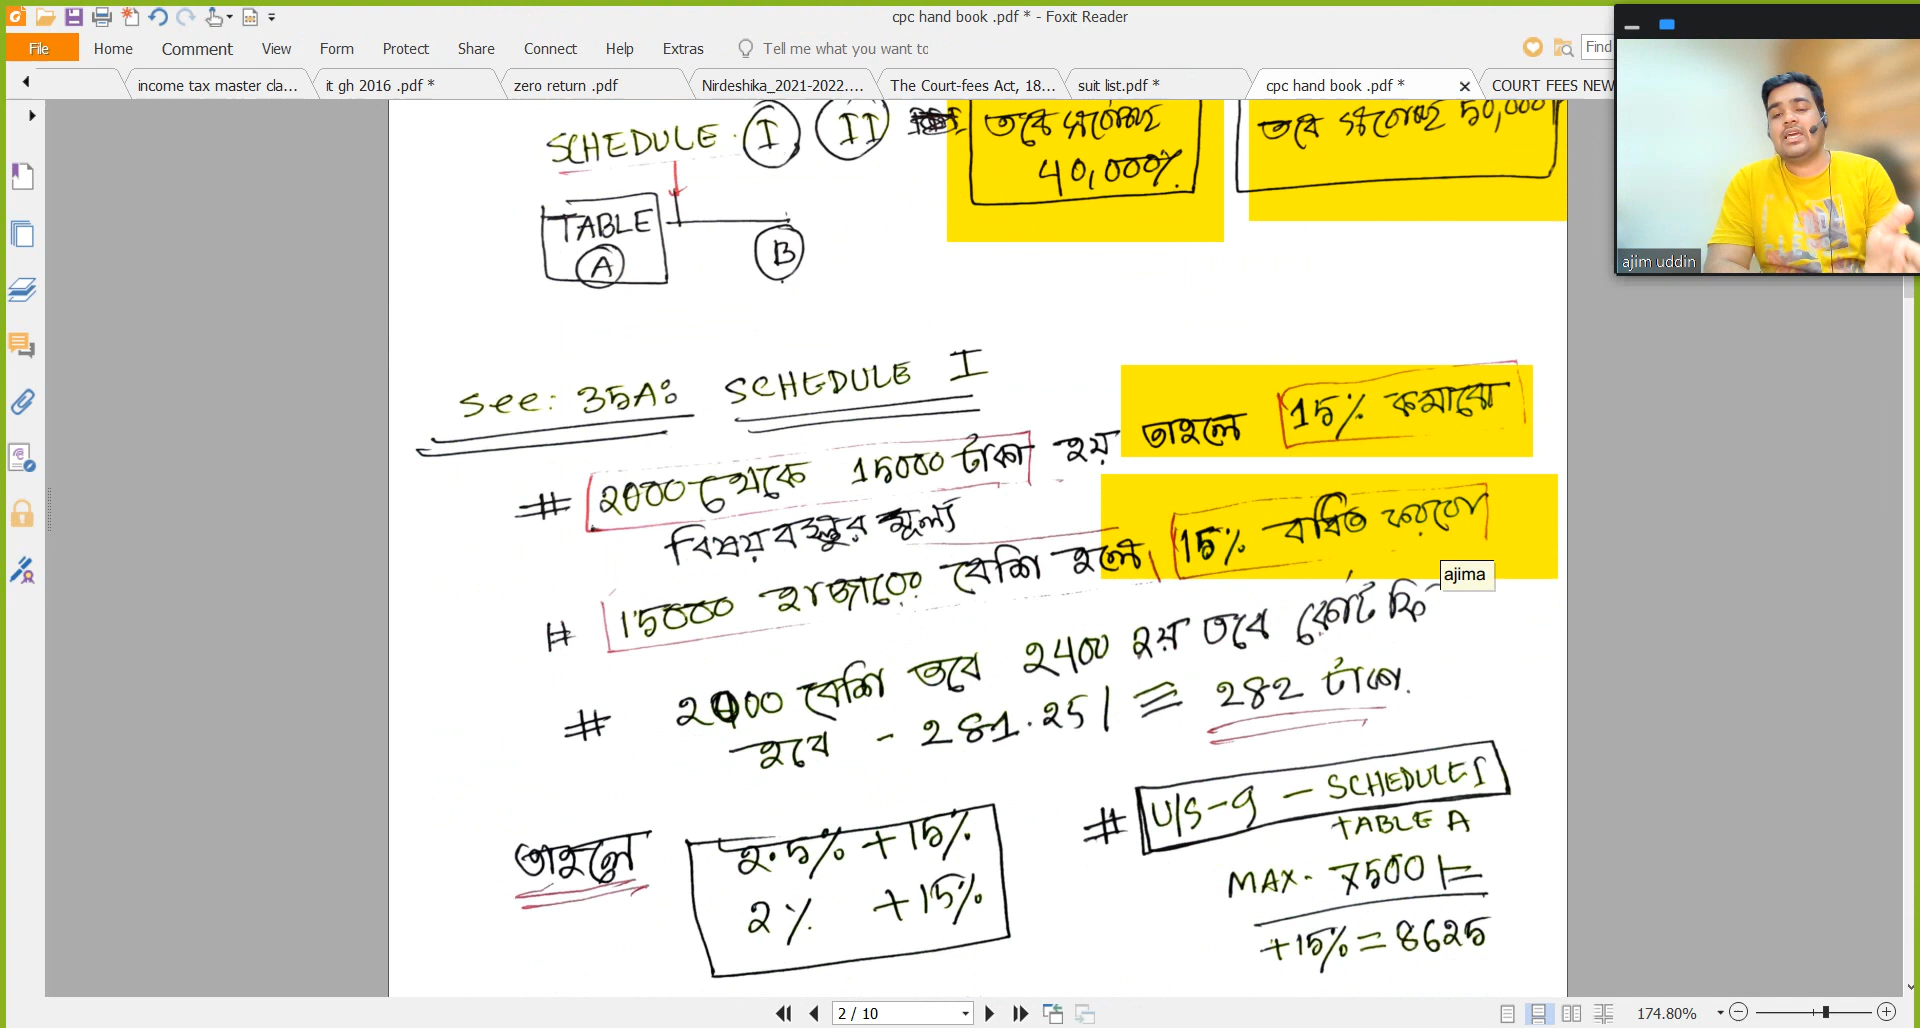 cpc hand book .pdf * - Foxit Reader
File Home Comment View Form Protect Share Connect Help Extras Tell me what you want to Find
income tax master cla... it gh 2016 .pdf * zero return .pdf Nirdeshika_2021-2022.... The Court-fees Act, 18... suit list.pdf * cpc hand book .pdf * COURT FEES NEW
SCHEDULE · I II
তবে সর্বোচ্চ
40,000/.
তবে সর্বোচ্চ 50,000/
TABLE
A B
ajim uddin
See: 35A: SCHEDULE I
# 2000 থেকে 15000 টাকা হয় তাহলে 15% কমাবো
বিষয়বস্তুর মূল্য
# 15000 হাজারের বেশি হলে 15% বর্ধিত করবো
ajima
# 2000 বেশি তবে 2400 হয় তবে কোর্ট ফি
হবে - 281.25/ = 282 টাকা.
# U/S-9 - SCHEDULE I
TABLE A
MAX. 7500/=
+15% = 8625
তাহলে
2.5% +15%
2% +15%
2 / 10
174.80%